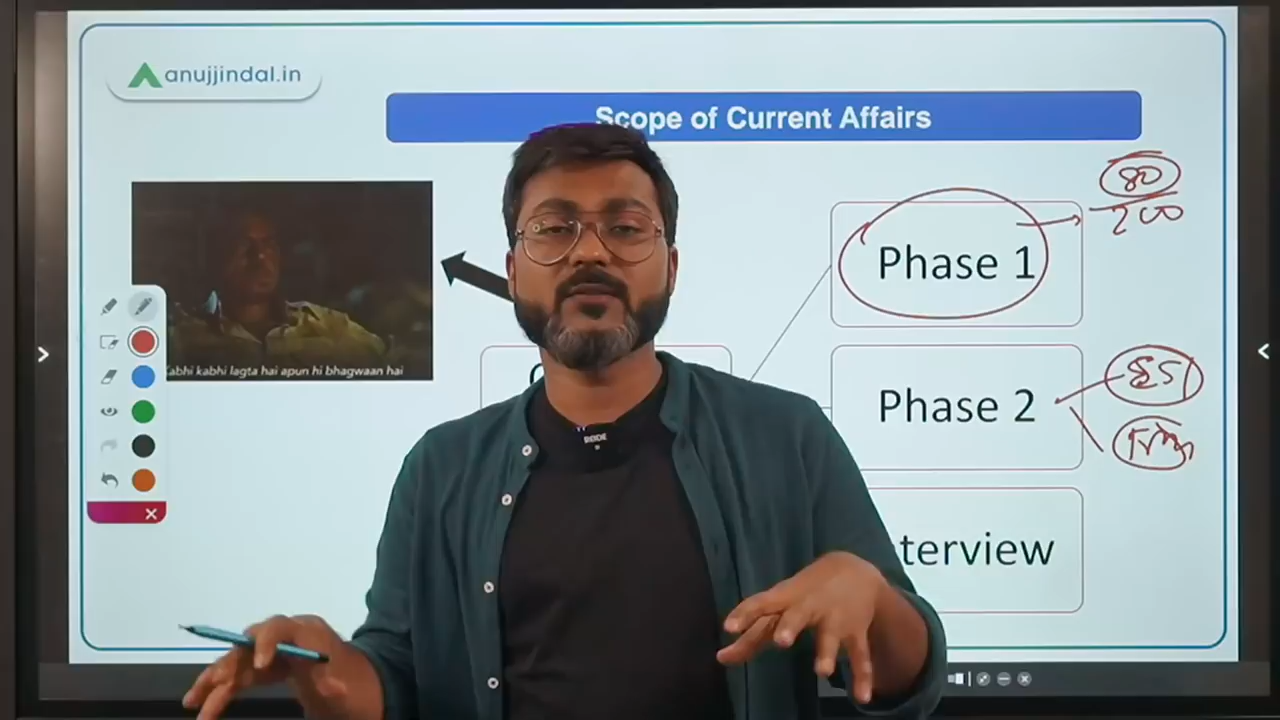 anujjindal.in
Scope of Current Affairs
80
200
Phase 1
Kabhi kabhi lagta hai apun hi bhagwaan hai
Phase 2
RODE
terview